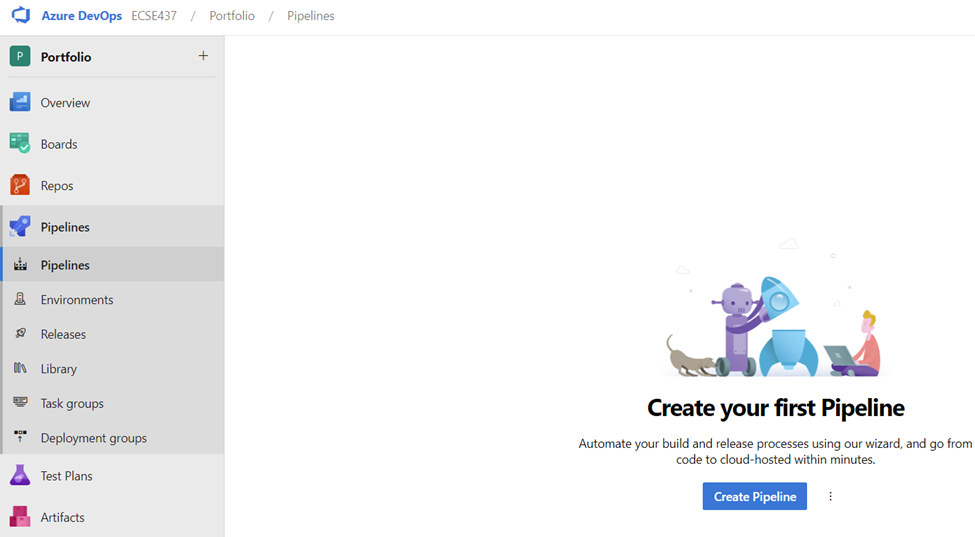 Azure DevOps ECSE437 / Portfolio / Pipelines
P Portfolio +
Overview
Boards
Repos
Pipelines
Pipelines
Environments
Releases
Library
Task groups
Deployment groups
Test Plans
Artifacts
Create your first Pipeline
Automate your build and release processes using our wizard, and go from
code to cloud-hosted within minutes.
Create Pipeline